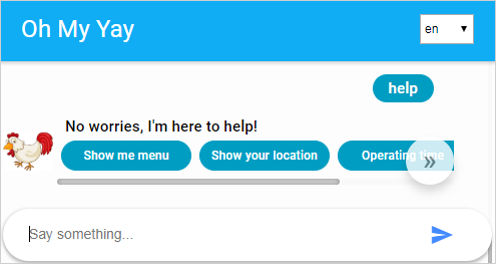 Oh My Yay
en
help
No worries, I'm here to help!
Show me menu
Show your location
Operating time
Say something...